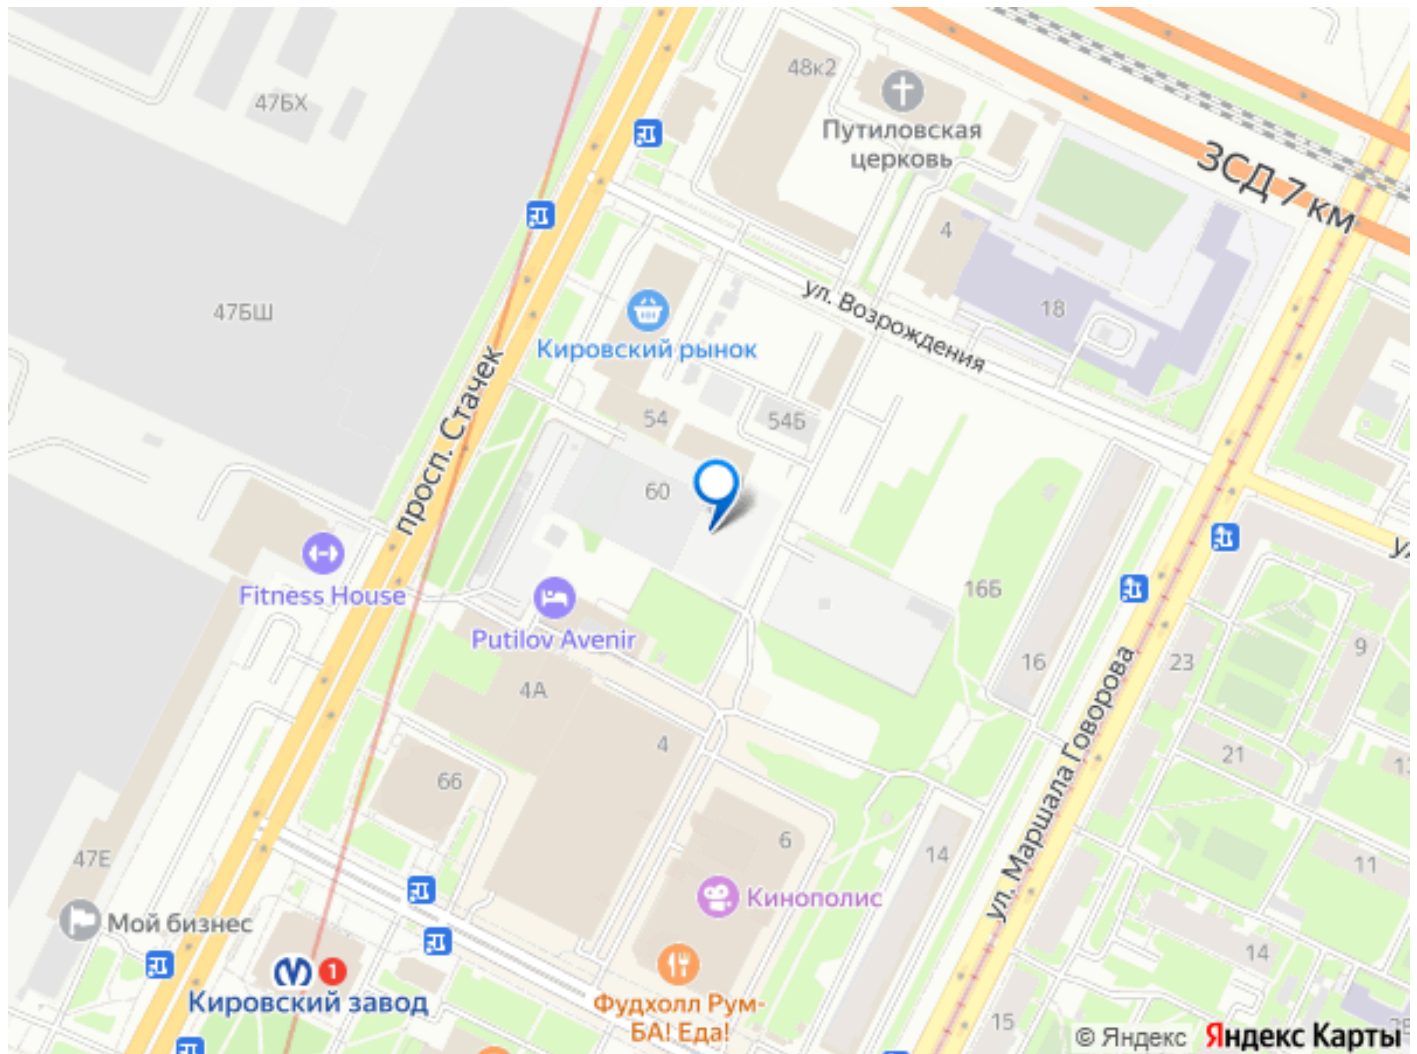 47БХ
48к2
Путиловская
церковь
ЗСД 7 км
4
18
47БШ
ул. Возрождения
Кировский рынок
просп. Стачек
54
54Б
60
Fitness House
Putilov Avenir
16Б
16
23
9
4А
4
21
ул. Маршала Говорова
66
6
14
11
47Е
Мой бизнес
Кинополис
14
1
Кировский завод
Фудхолл Рум-
БА! Еда!
15
© Яндекс Яндекс Карты